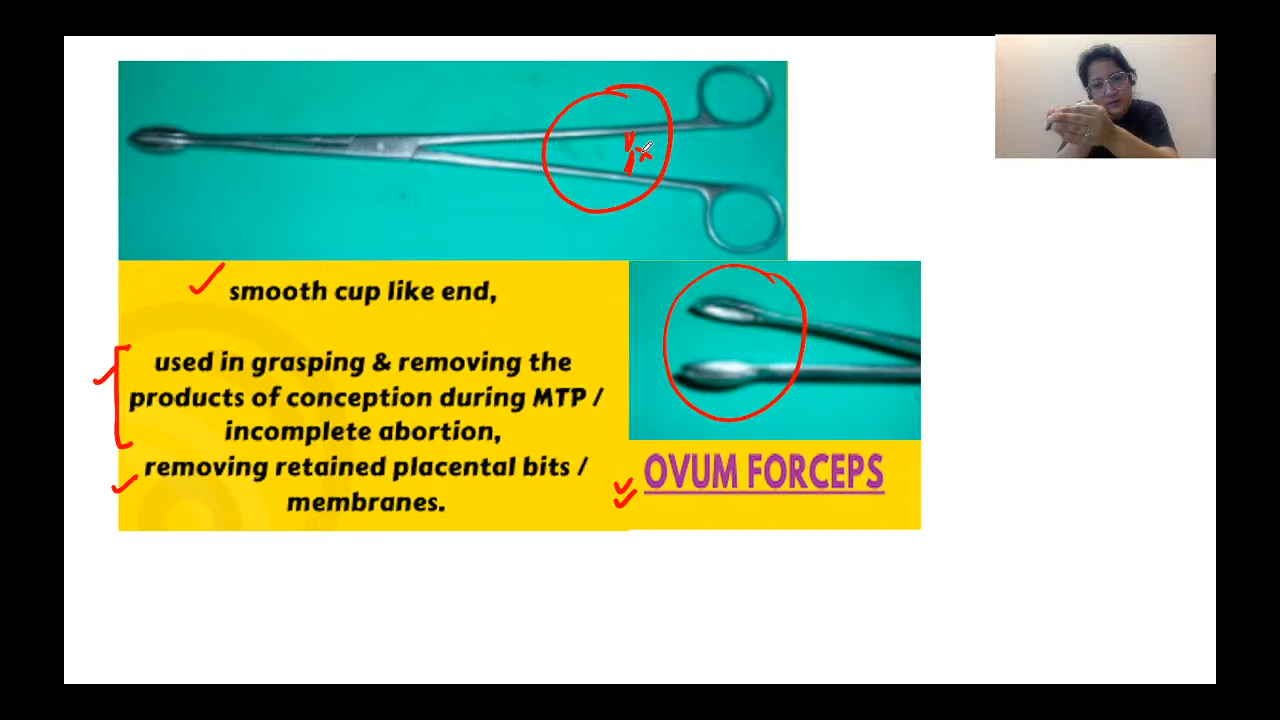 smooth cup like end,
used in grasping & removing the
products of conception during MTP /
incomplete abortion,
removing retained placental bits /
membranes.
OVUM FORCEPS